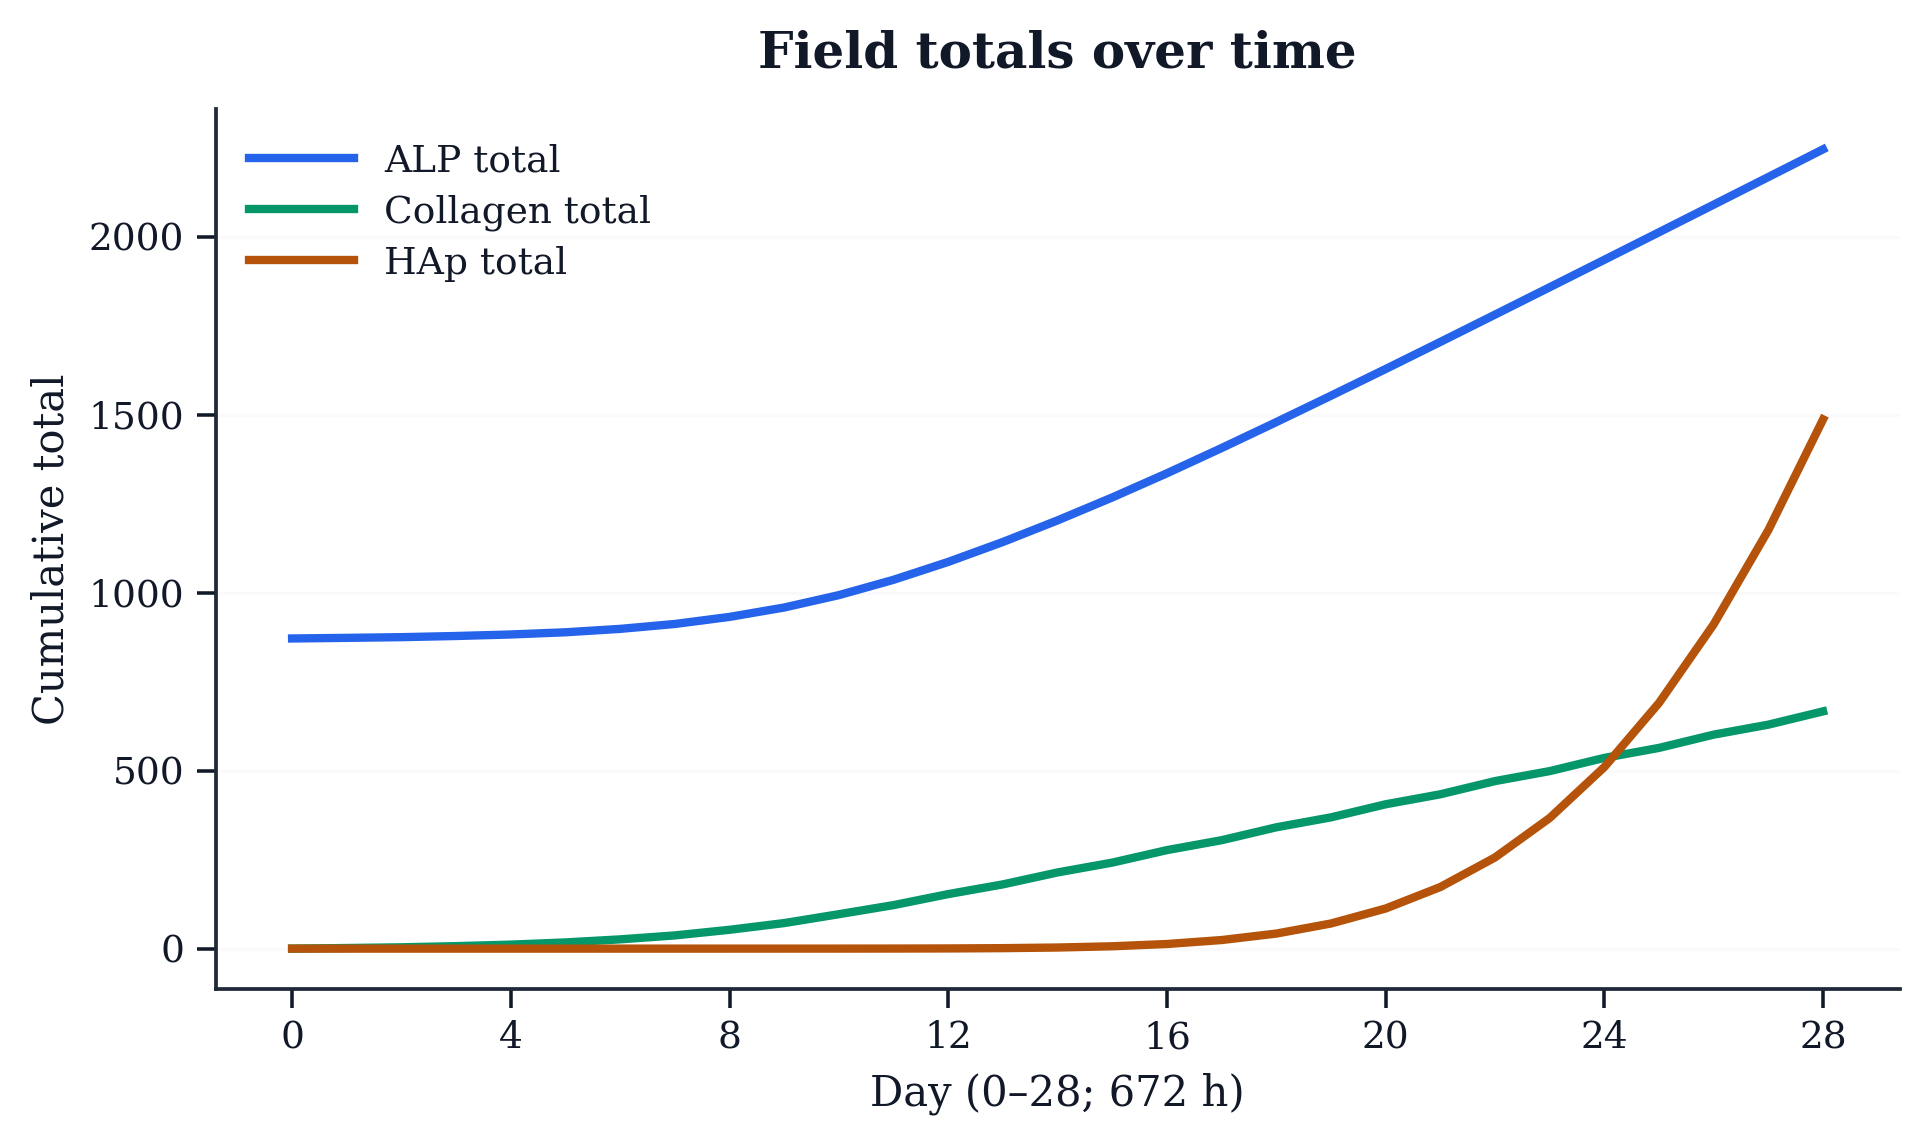 Field totals over time
ALP total
Collagen total
HAp total
Cumulative total
2000
1500
1000
500
0
0 4 8 12 16 20 24 28
Day (0–28; 672 h)